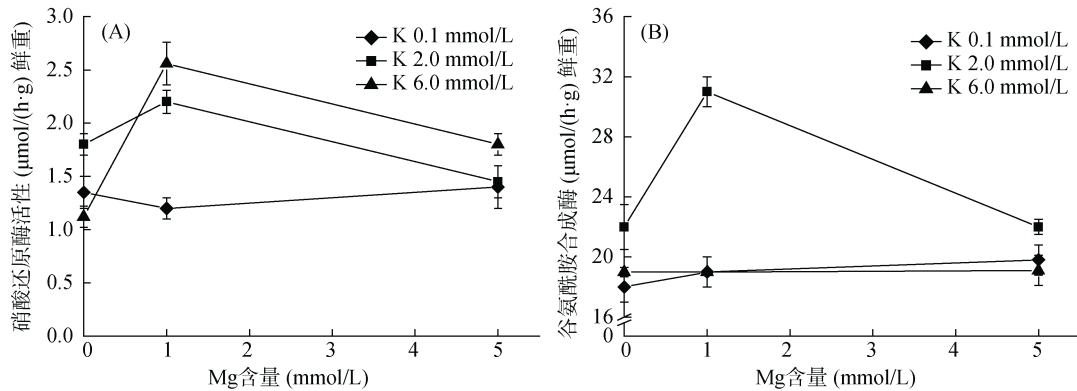 硝酸还原酶活性 (μmol/(h·g) 鲜重)
3.0
2.5
2.0
1.5
1.0
0.5
0.0
(A)
K 0.1 mmol/L
K 2.0 mmol/L
K 6.0 mmol/L
0 1 2 3 4 5
Mg含量 (mmol/L)
谷氨酰胺合成酶 (μmol/(h·g) 鲜重)
36
32
28
24
20
16
0
(B)
K 0.1 mmol/L
K 2.0 mmol/L
K 6.0 mmol/L
0 1 2 3 4 5
Mg含量 (mmol/L)